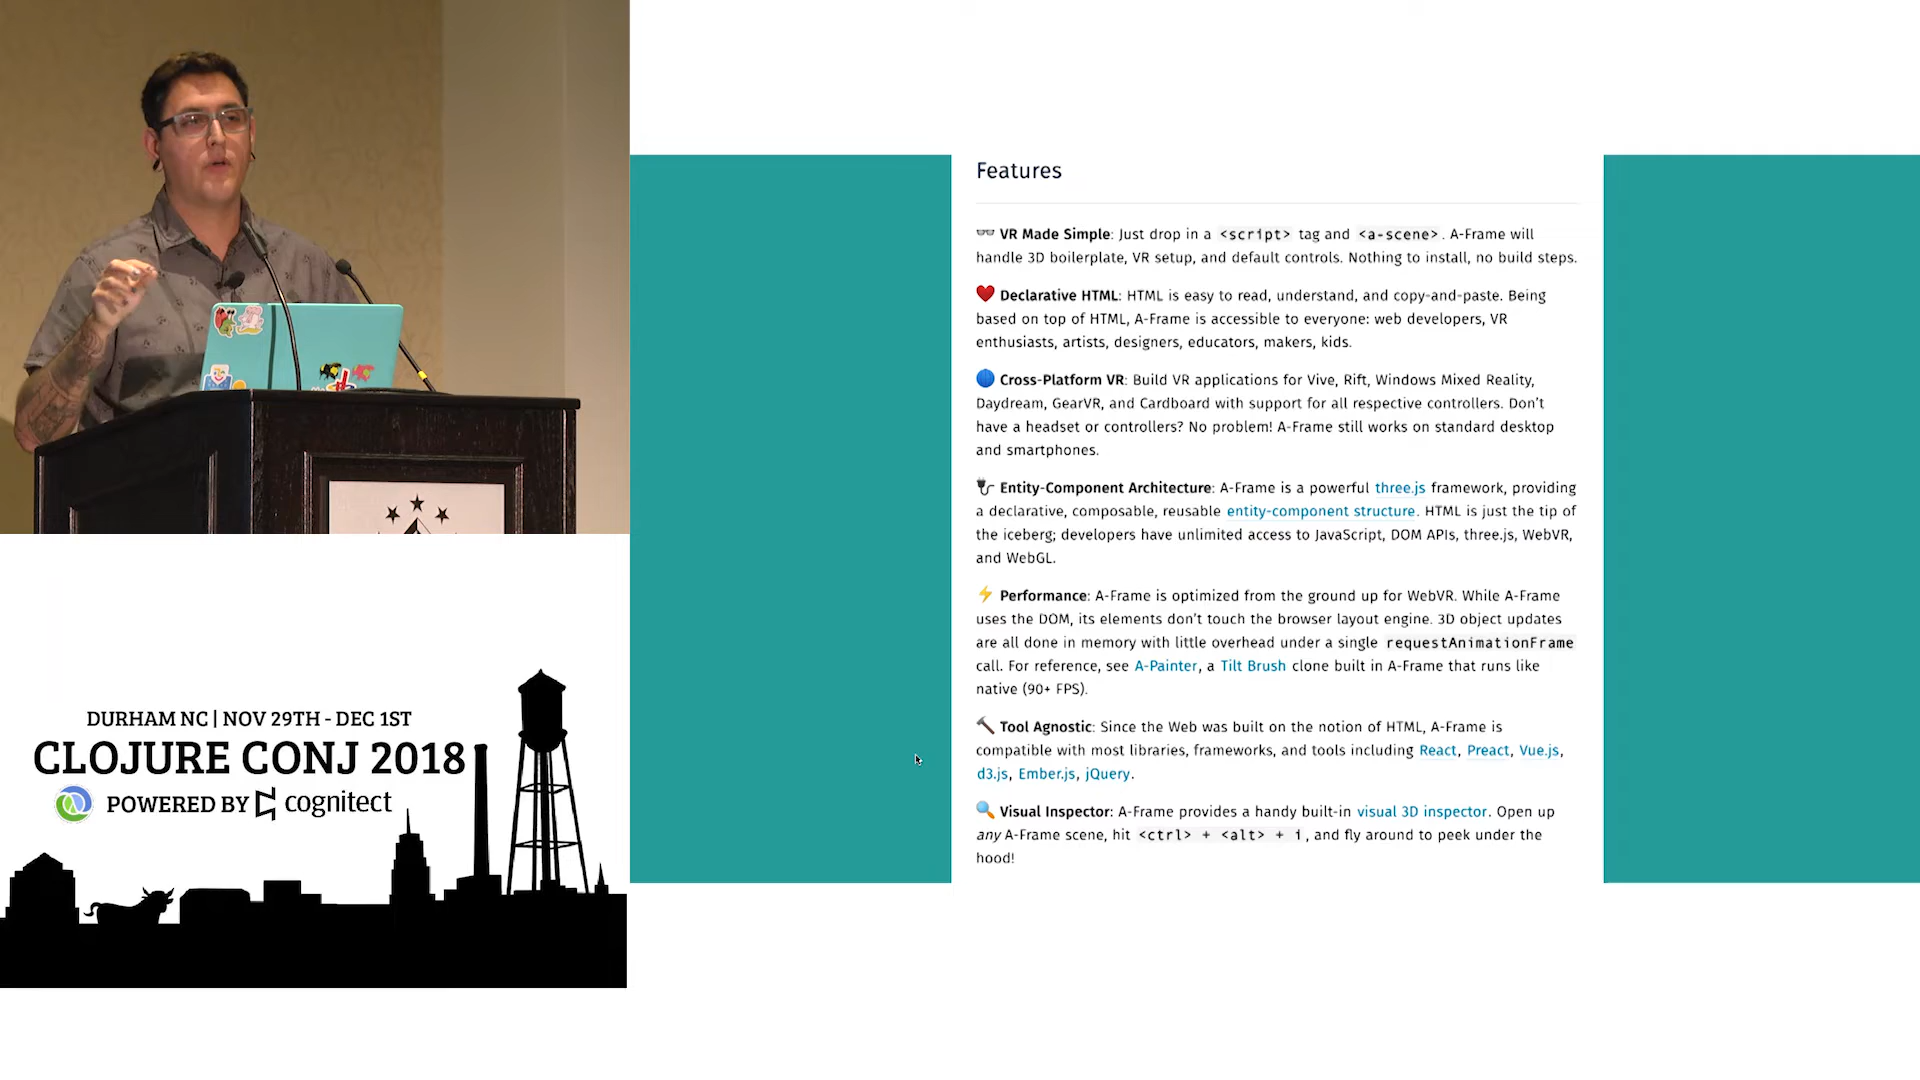 DURHAM NC | NOV 29TH - DEC 1ST
CLOJURE CONJ 2018
POWERED BY cognitect
Features
VR Made Simple: Just drop in a <script> tag and <a-scene>. A-Frame will
handle 3D boilerplate, VR setup, and default controls. Nothing to install, no build steps.
Declarative HTML: HTML is easy to read, understand, and copy-and-paste. Being
based on top of HTML, A-Frame is accessible to everyone: web developers, VR
enthusiasts, artists, designers, educators, makers, kids.
Cross-Platform VR: Build VR applications for Vive, Rift, Windows Mixed Reality,
Daydream, GearVR, and Cardboard with support for all respective controllers. Don't
have a headset or controllers? No problem! A-Frame still works on standard desktop
and smartphones.
Entity-Component Architecture: A-Frame is a powerful three.js framework, providing
a declarative, composable, reusable entity-component structure. HTML is just the tip of
the iceberg; developers have unlimited access to JavaScript, DOM APIs, three.js, WebVR,
and WebGL.
Performance: A-Frame is optimized from the ground up for WebVR. While A-Frame
uses the DOM, its elements don't touch the browser layout engine. 3D object updates
are all done in memory with little overhead under a single requestAnimationFrame
call. For reference, see A-Painter, a Tilt Brush clone built in A-Frame that runs like
native (90+ FPS).
Tool Agnostic: Since the Web was built on the notion of HTML, A-Frame is
compatible with most libraries, frameworks, and tools including React, Preact, Vue.js,
d3.js, Ember.js, jQuery.
Visual Inspector: A-Frame provides a handy built-in visual 3D inspector. Open up
any A-Frame scene, hit <ctrl> + <alt> + i, and fly around to peek under the
hood!